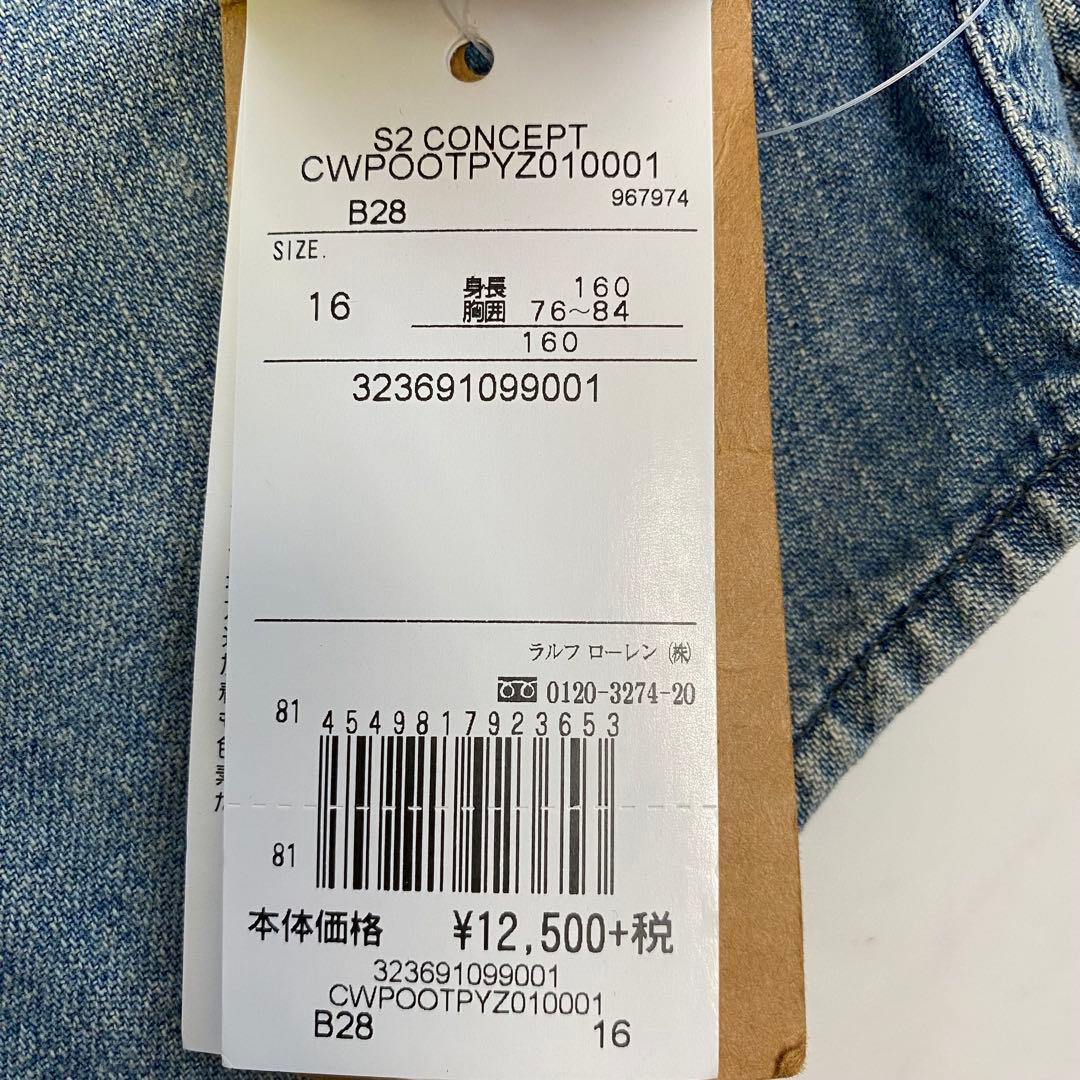 S2 CONCEPT
CWPOOTPYZ010001
967974
B28
SIZE.
16
身長 160
胸囲 76~84
160
323691099001
ラルフ ローレン (株)
0120-3274-20
81
4549817923653
81
本体価格 ¥12,500+税
323691099001
CWPOOTPYZ010001
B28 16